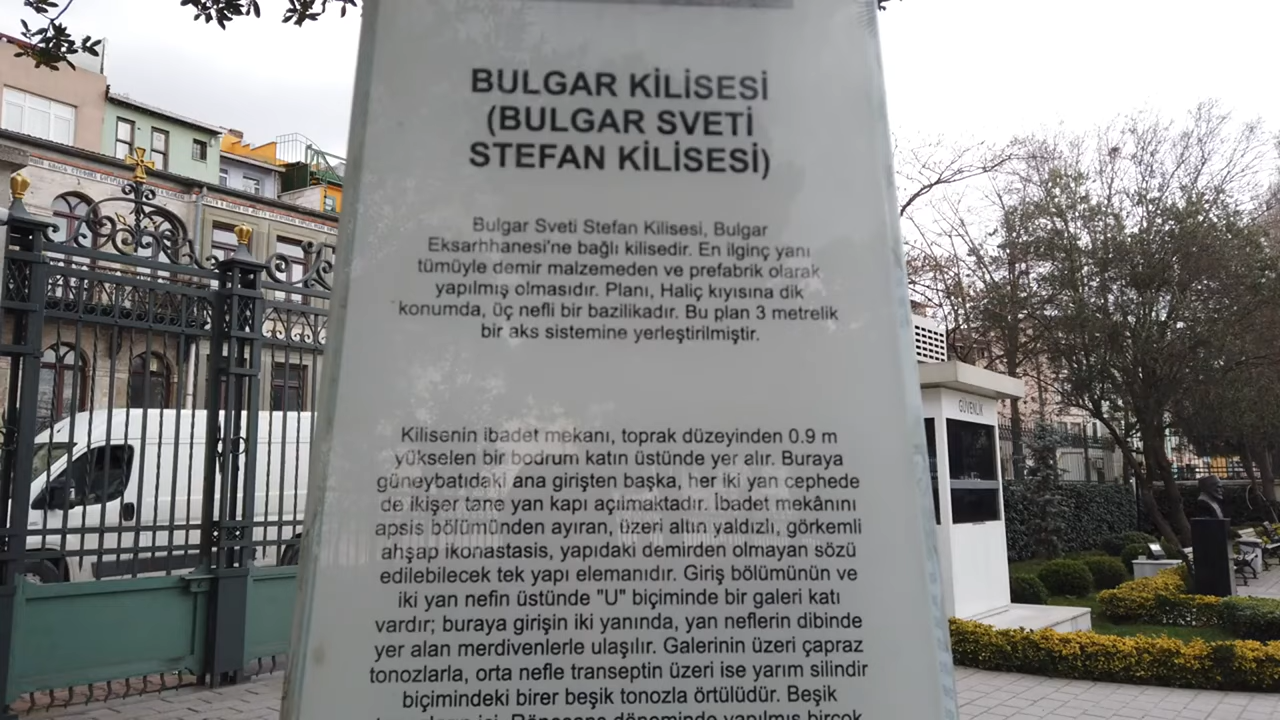 BULGAR KİLİSESİ
(BULGAR SVETİ
STEFAN KİLİSESİ)
Bulgar Sveti Stefan Kilisesi, Bulgar
Eksarhhanesi'ne bağlı kilisedir. En ilginç yanı
tümüyle demir malzemeden ve prefabrik olarak
yapılmış olmasıdır. Planı, Haliç kıyısına dik
konumda, üç nefli bir bazilikadır. Bu plan 3 metrelik
bir aks sistemine yerleştirilmiştir.
Kilisenin ibadet mekanı, toprak düzeyinden 0.9 m
yükselen bir bodrum katın üstünde yer alır. Buraya
güneybatıdaki ana girişten başka, her iki yan cephede
de ikişer tane yan kapı açılmaktadır. İbadet mekânını
apsis bölümünden ayıran, üzeri altın yaldızlı, görkemli
ahşap ikonastasis, yapıdaki demirden olmayan sözü
edilebilecek tek yapı elemanıdır. Giriş bölümünün ve
iki yan nefin üstünde "U" biçiminde bir galeri katı
vardır; buraya girişin iki yanında, yan neflerin dibinde
yer alan merdivenlerle ulaşılır. Galerinin üzeri çapraz
tonozlarla, orta nefle transeptin üzeri ise yarım silindir
biçimindeki birer beşik tonozla örtülüdür. Beşik
Rönesans döneminde yapılmış birçok
GÜVENLİK